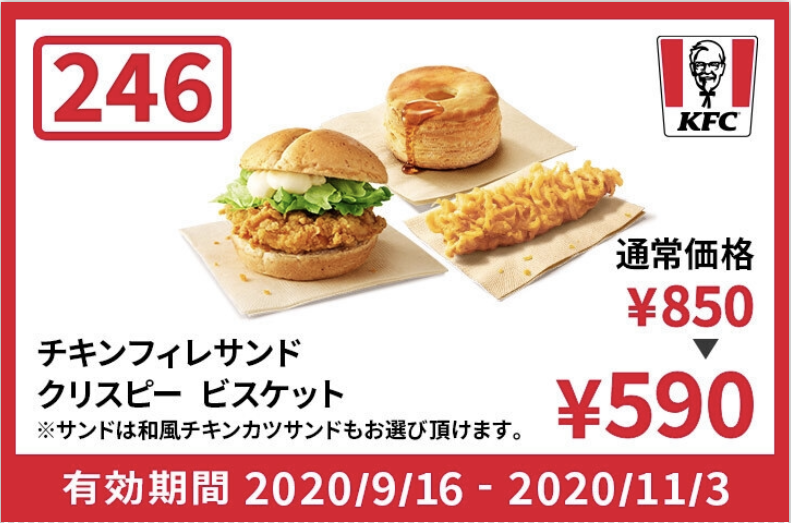 246
KFC
通常価格
¥850
▼
¥590
チキンフィレサンド
クリスピー ビスケット
※サンドは和風チキンカツサンドもお選び頂けます。
有効期間 2020/9/16 - 2020/11/3